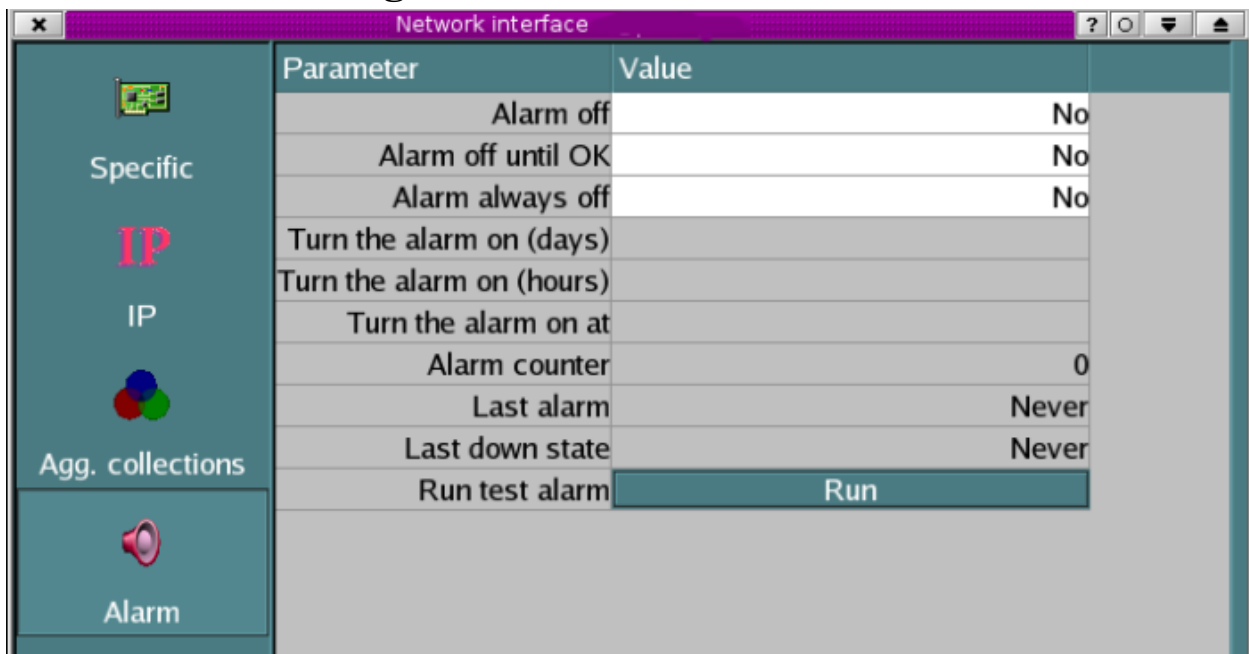 Network interface
?
Parameter Value
Alarm off No
Alarm off until OK No
Alarm always off No
Turn the alarm on (days)
Turn the alarm on (hours)
Turn the alarm on at
Alarm counter 0
Last alarm Never
Last down state Never
Run test alarm Run
Specific
IP
IP
Agg. collections
Alarm